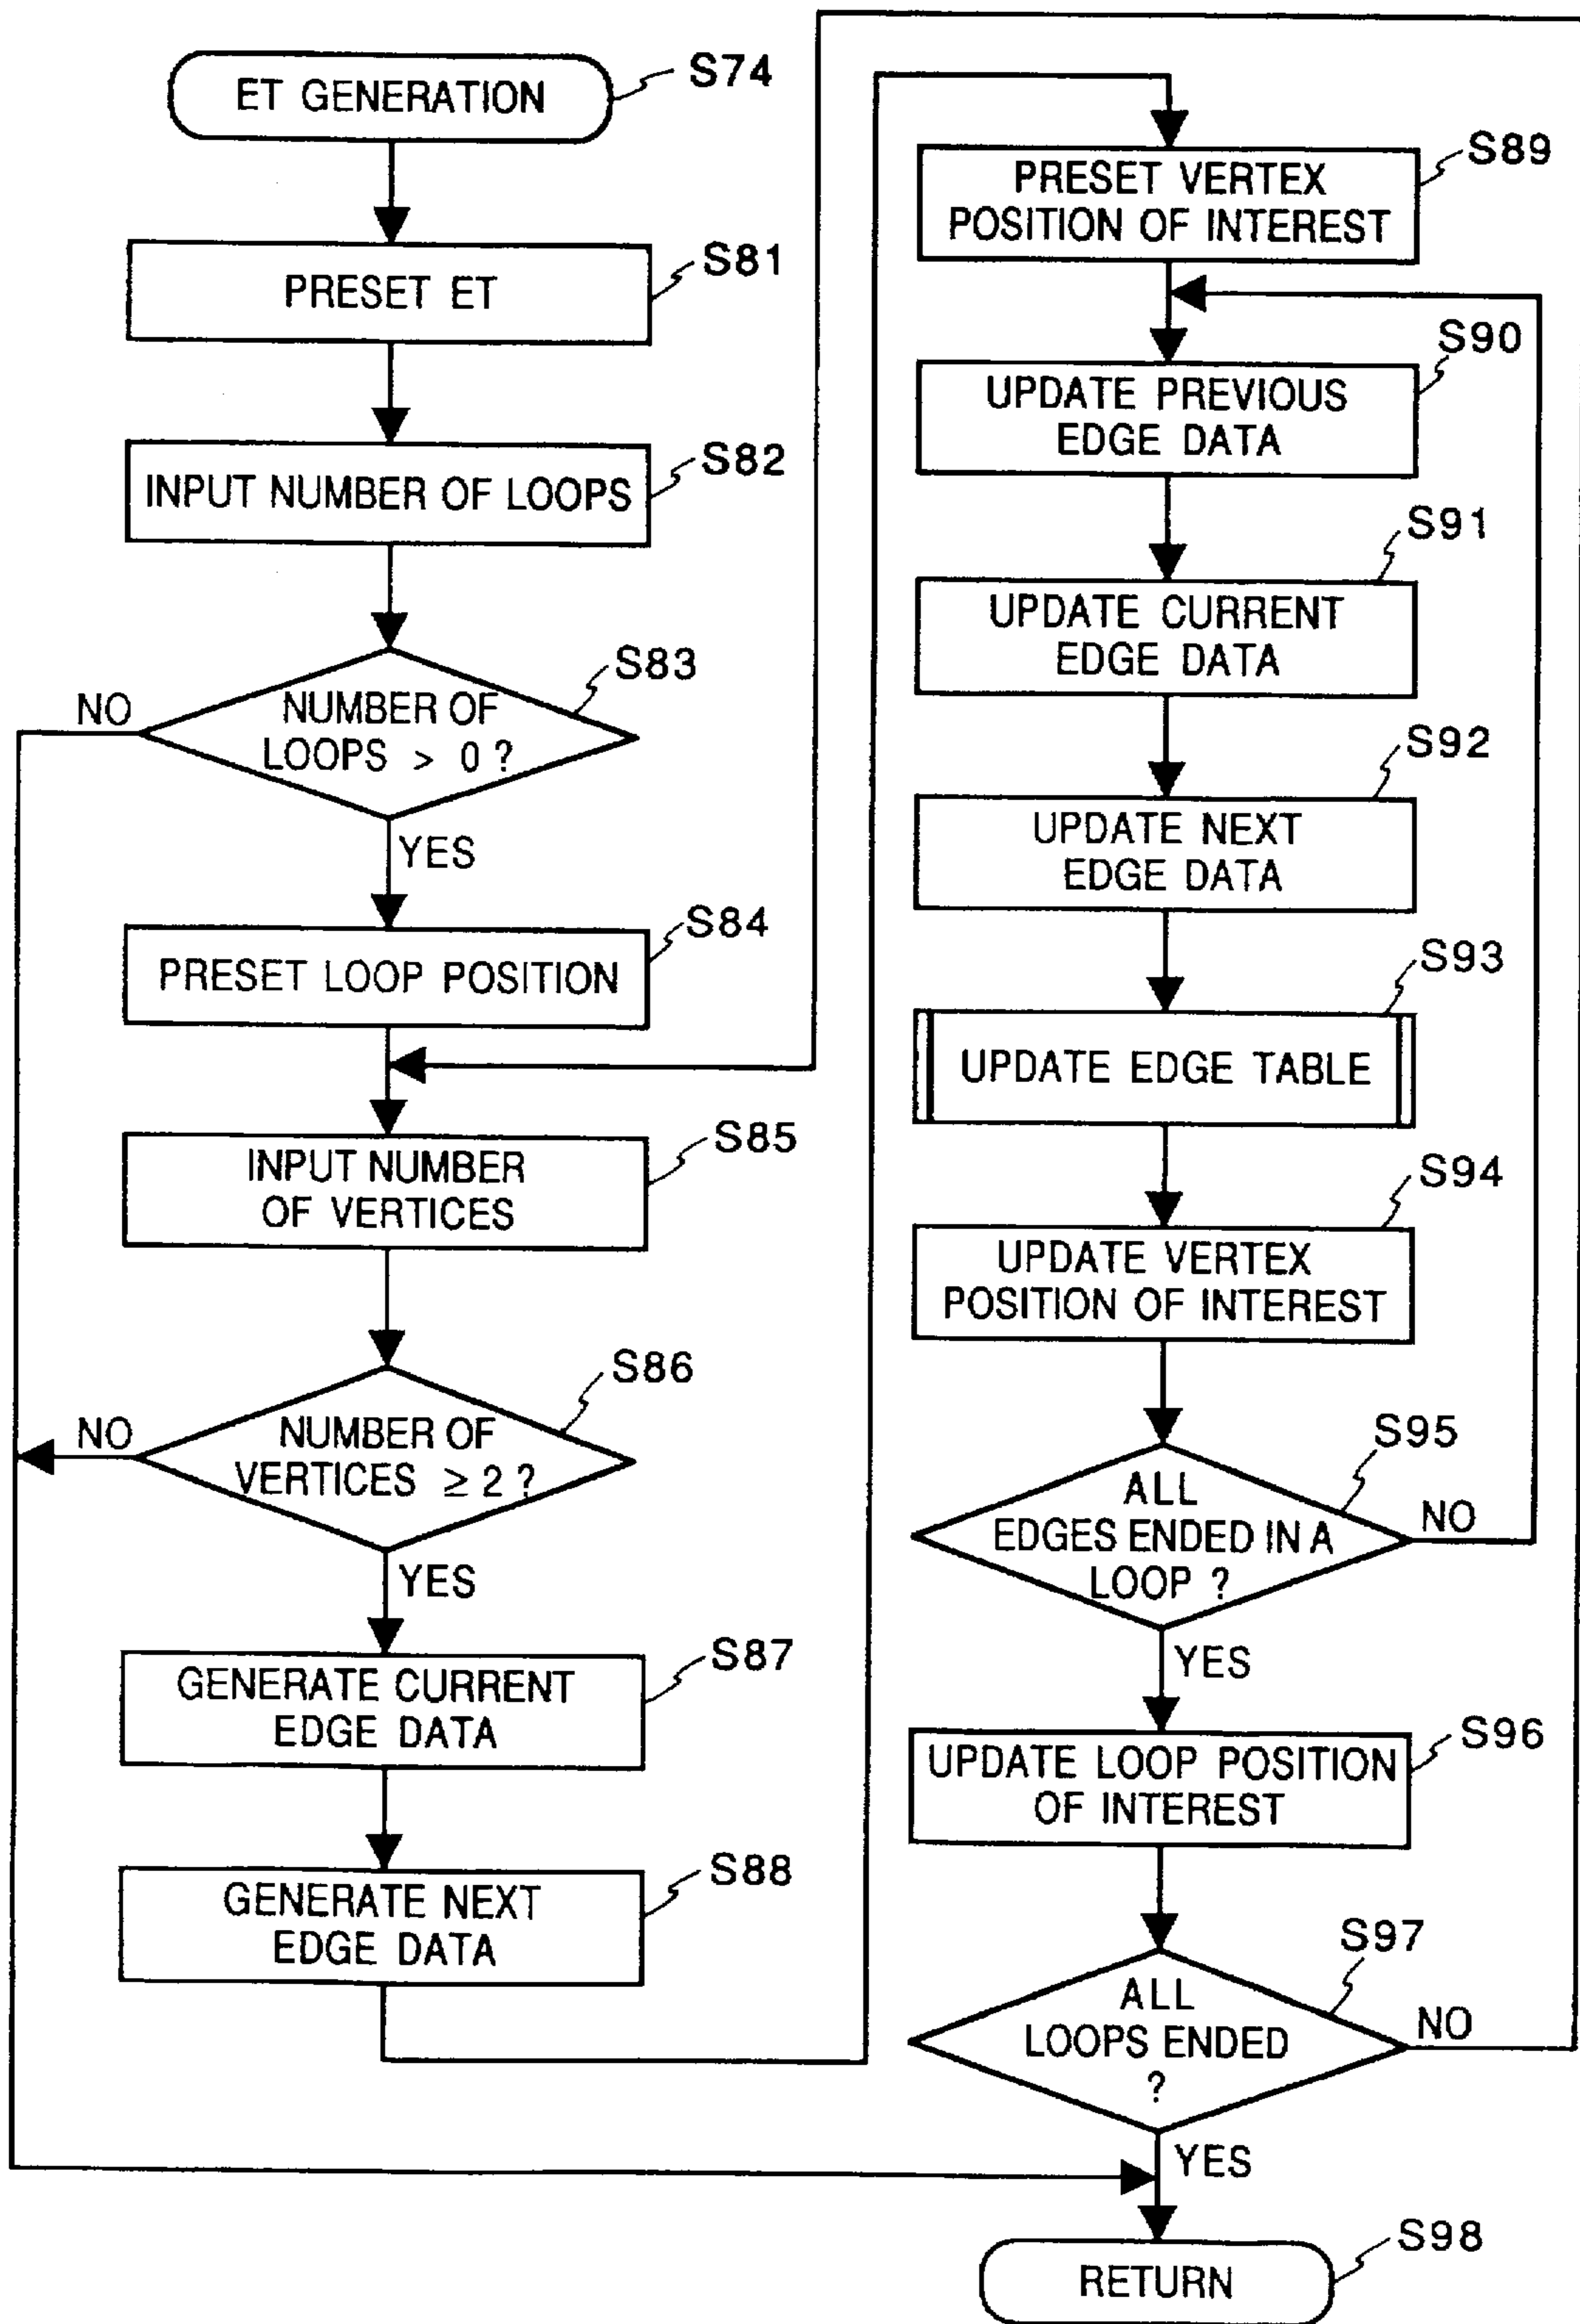 ET GENERATION
S74
PRESET ET
S81
INPUT NUMBER OF LOOPS
S82
NUMBER OF
LOOPS > 0 ?
S83
NO
YES
PRESET LOOP POSITION
S84
INPUT NUMBER
OF VERTICES
S85
NUMBER OF
VERTICES ≥ 2 ?
S86
NO
YES
GENERATE CURRENT
EDGE DATA
S87
GENERATE NEXT
EDGE DATA
S88
PRESET VERTEX
POSITION OF INTEREST
S89
UPDATE PREVIOUS
EDGE DATA
S90
UPDATE CURRENT
EDGE DATA
S91
UPDATE NEXT
EDGE DATA
S92
UPDATE EDGE TABLE
S93
UPDATE VERTEX
POSITION OF INTEREST
S94
ALL
EDGES ENDED IN A
LOOP ?
S95
NO
YES
UPDATE LOOP POSITION
OF INTEREST
S96
ALL
LOOPS ENDED
?
S97
NO
YES
RETURN
S98